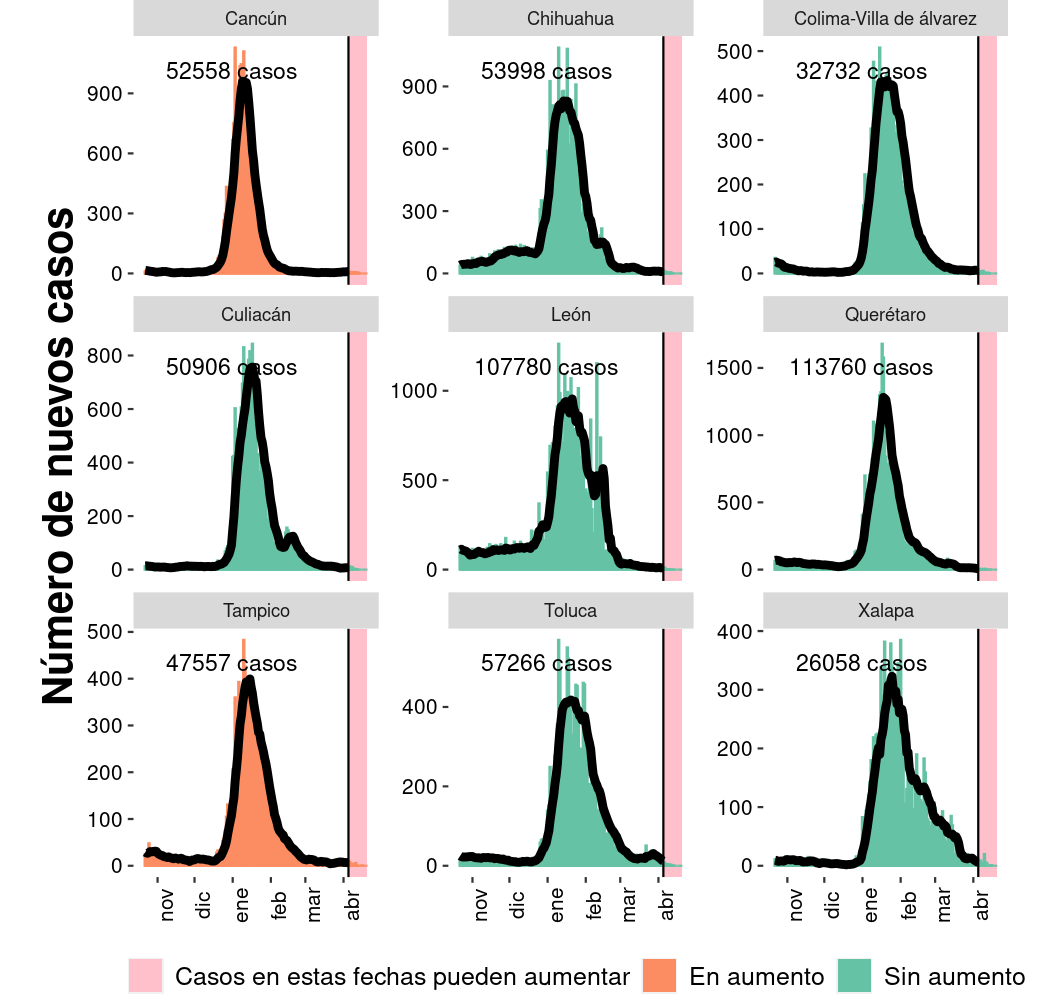 Número de nuevos casos
Cancún
Chihuahua
Colima-Villa de álvarez
52558 casos
53998 casos
32732 casos
900
600
300
0
900
600
300
0
500
400
300
200
100
0
Culiacán
León
Querétaro
50906 casos
107780 casos
113760 casos
800
600
400
200
0
1000
500
0
1500
1000
500
0
Tampico
Toluca
Xalapa
47557 casos
57266 casos
26058 casos
500
400
300
200
100
0
400
200
0
400
300
200
100
0
nov dic ene feb mar abr
nov dic ene feb mar abr
nov dic ene feb mar abr
Casos en estas fechas pueden aumentar En aumento Sin aumento